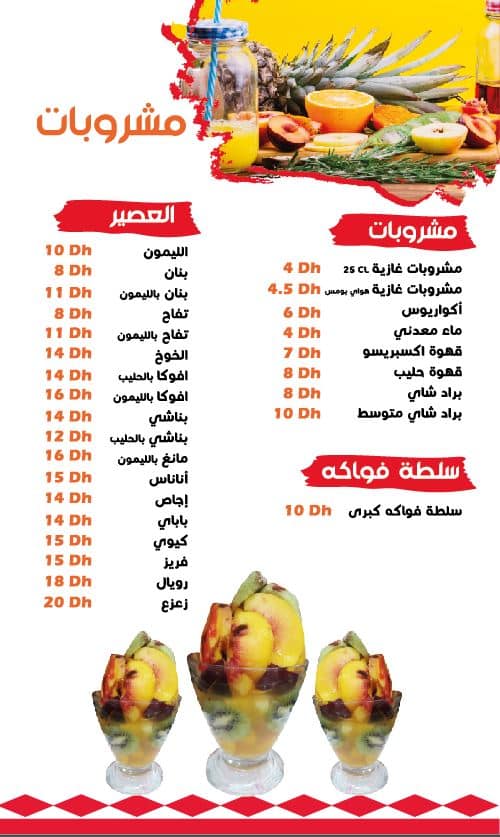 مشروبات
مشروبات
مشروبات غازية 25 CL 4 Dh
مشروبات غازية هواي بومس 4.5 Dh
أكواريوس 6 Dh
ماء معدني 4 Dh
قهوة اكسبريسو 7 Dh
قهوة حليب 8 Dh
براد شاي 8 Dh
براد شاي متوسط 10 Dh
سلطة فواكه
سلطة فواكه كبرى 10 Dh
العصير
الليمون 10 Dh
بنان 8 Dh
بنان بالليمون 11 Dh
تفاح 8 Dh
تفاح بالليمون 11 Dh
الخوخ 14 Dh
افوكا بالحليب 14 Dh
افوكا بالليمون 16 Dh
بناشي 14 Dh
بناشي بالحليب 12 Dh
مانغ بالليمون 16 Dh
أناناس 15 Dh
إجاص 14 Dh
باباي 14 Dh
كيوي 15 Dh
فريز 15 Dh
رويال 18 Dh
زعزع 20 Dh